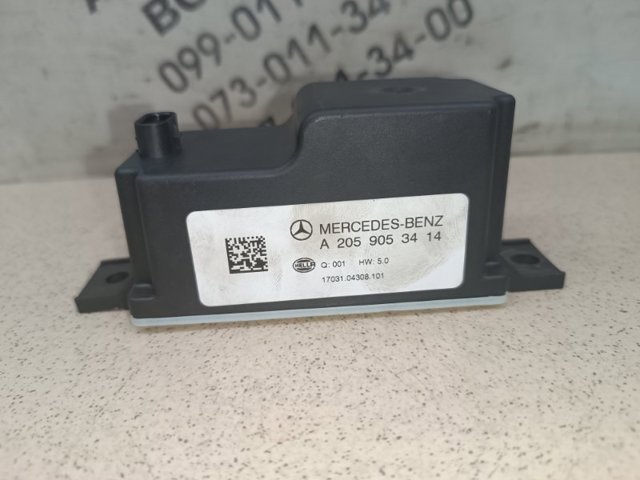 099-011-34
073-011-34
-34-00
MERCEDES-BENZ
A 205 905 34 14
HELLA Q: 001 HW: 5.0
17031.04308.101